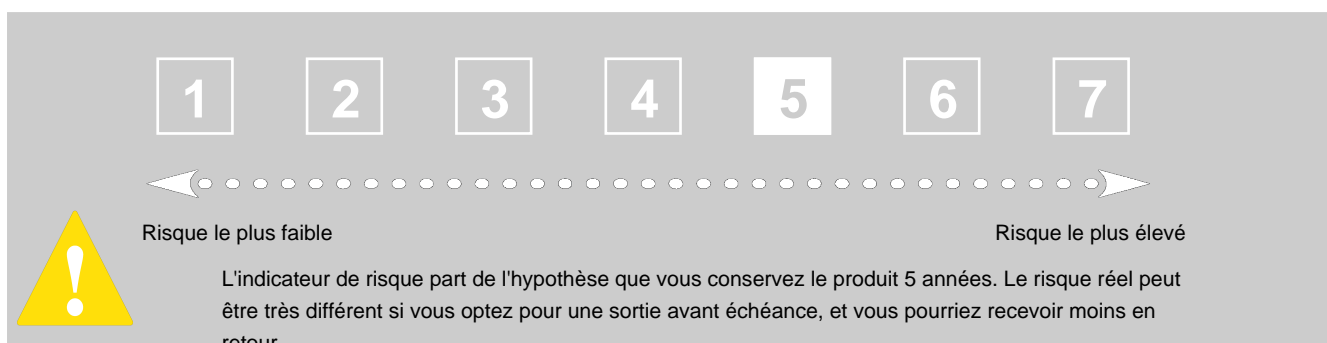 1 2 3 4 5 6 7
Risque le plus faible Risque le plus élevé
L'indicateur de risque part de l'hypothèse que vous conservez le produit 5 années. Le risque réel peut
être très différent si vous optez pour une sortie avant échéance, et vous pourriez recevoir moins en
retour.